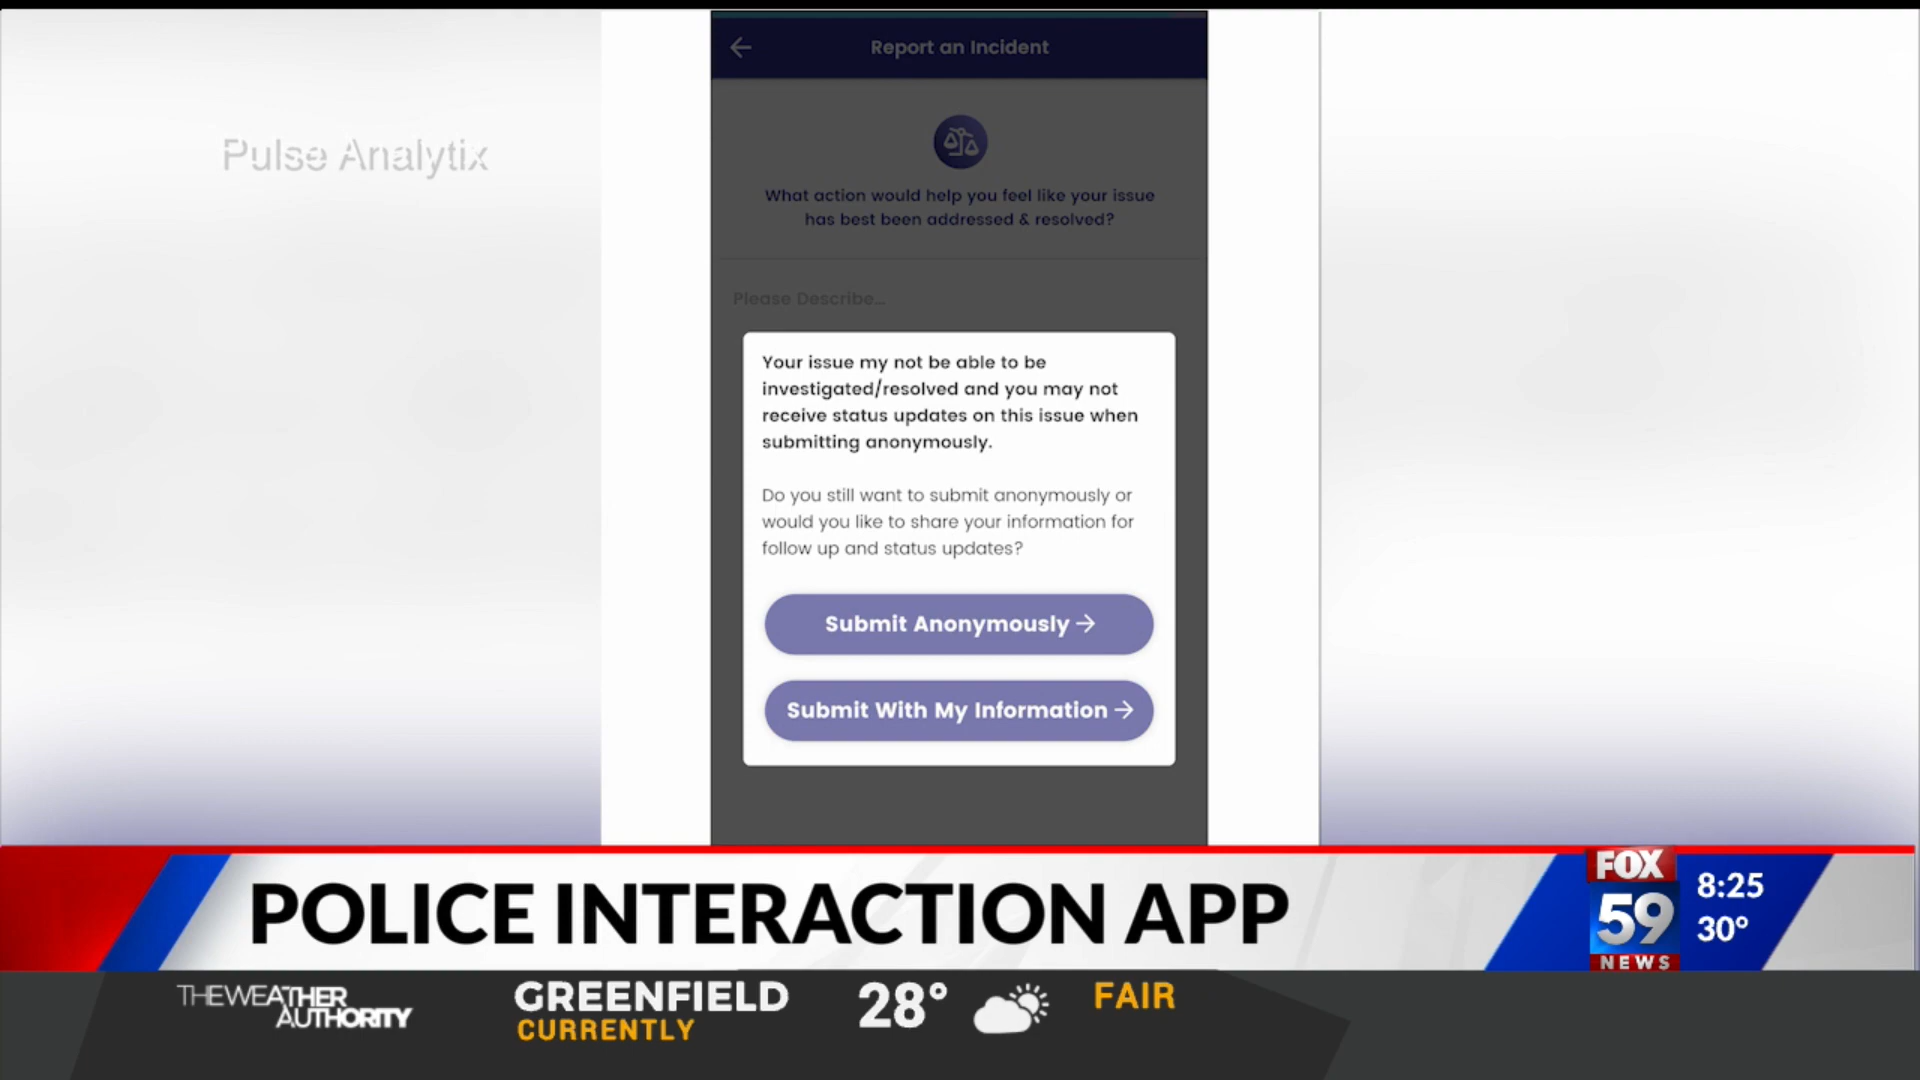 Report an Incident
Pulse Analytix
What action would help you feel like your issue
has best been addressed & resolved?
Please Describe...
Your issue my not be able to be
investigated/resolved and you may not
receive status updates on this issue when
submitting anonymously.
Do you still want to submit anonymously or
would you like to share your information for
follow up and status updates?
Submit Anonymously →
Submit With My Information →
POLICE INTERACTION APP
FOX
59
NEWS
8:25
30°
THEWEATHER
AUTHORITY
GREENFIELD
CURRENTLY
28°
FAIR